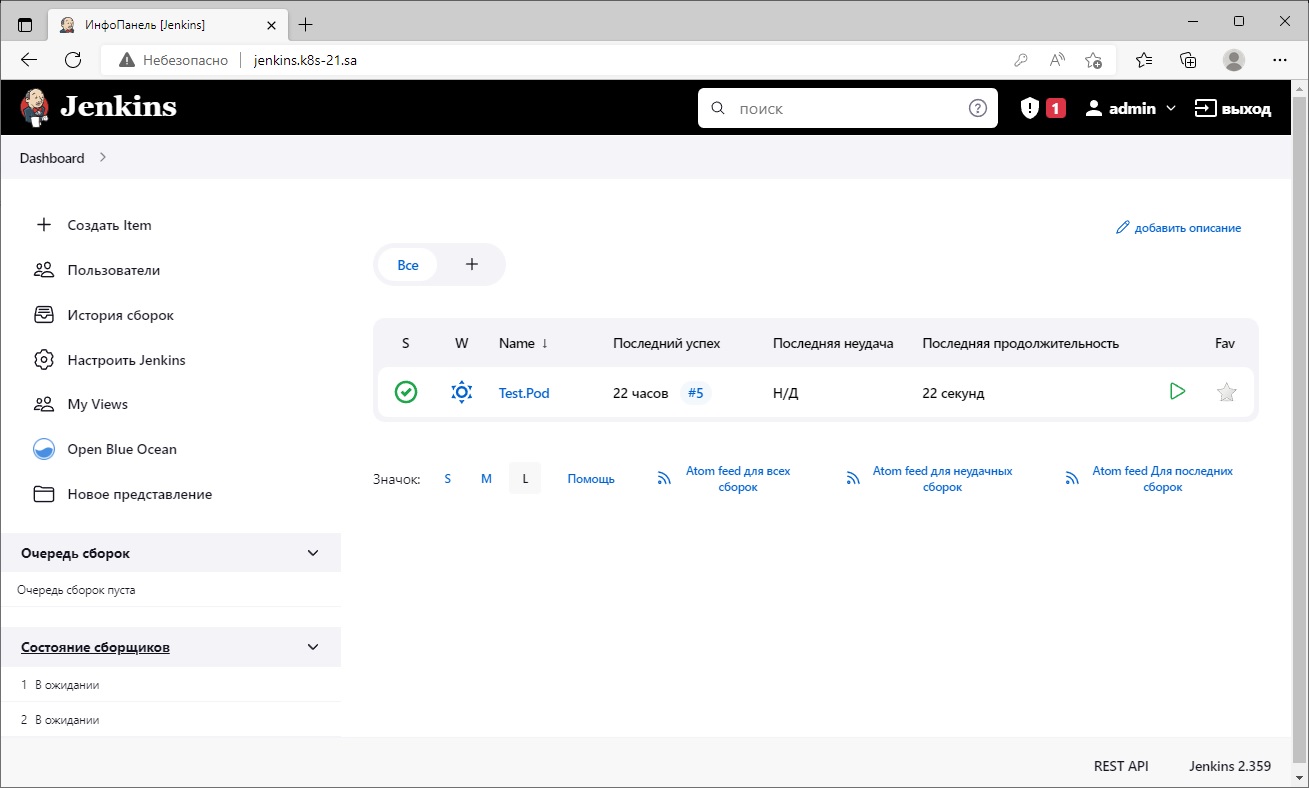 ИнфоПанель [Jenkins]
Небезопасно jenkins.k8s-21.sa
Jenkins поиск 1 admin выход
Dashboard
Создать Item
Пользователи
История сборок
Настроить Jenkins
My Views
Open Blue Ocean
Новое представление
Очередь сборок
Очередь сборок пуста
Состояние сборщиков
1 В ожидании
2 В ожидании
добавить описание
Все +
S W Name ↓ Последний успех Последняя неудача Последняя продолжительность Fav
Test.Pod 22 часов #5 Н/Д 22 секунд
Значок: S M L Помощь
Atom feed для всех
сборок
Atom feed для неудачных
сборок
Atom feed Для последних
сборок
REST API Jenkins 2.359